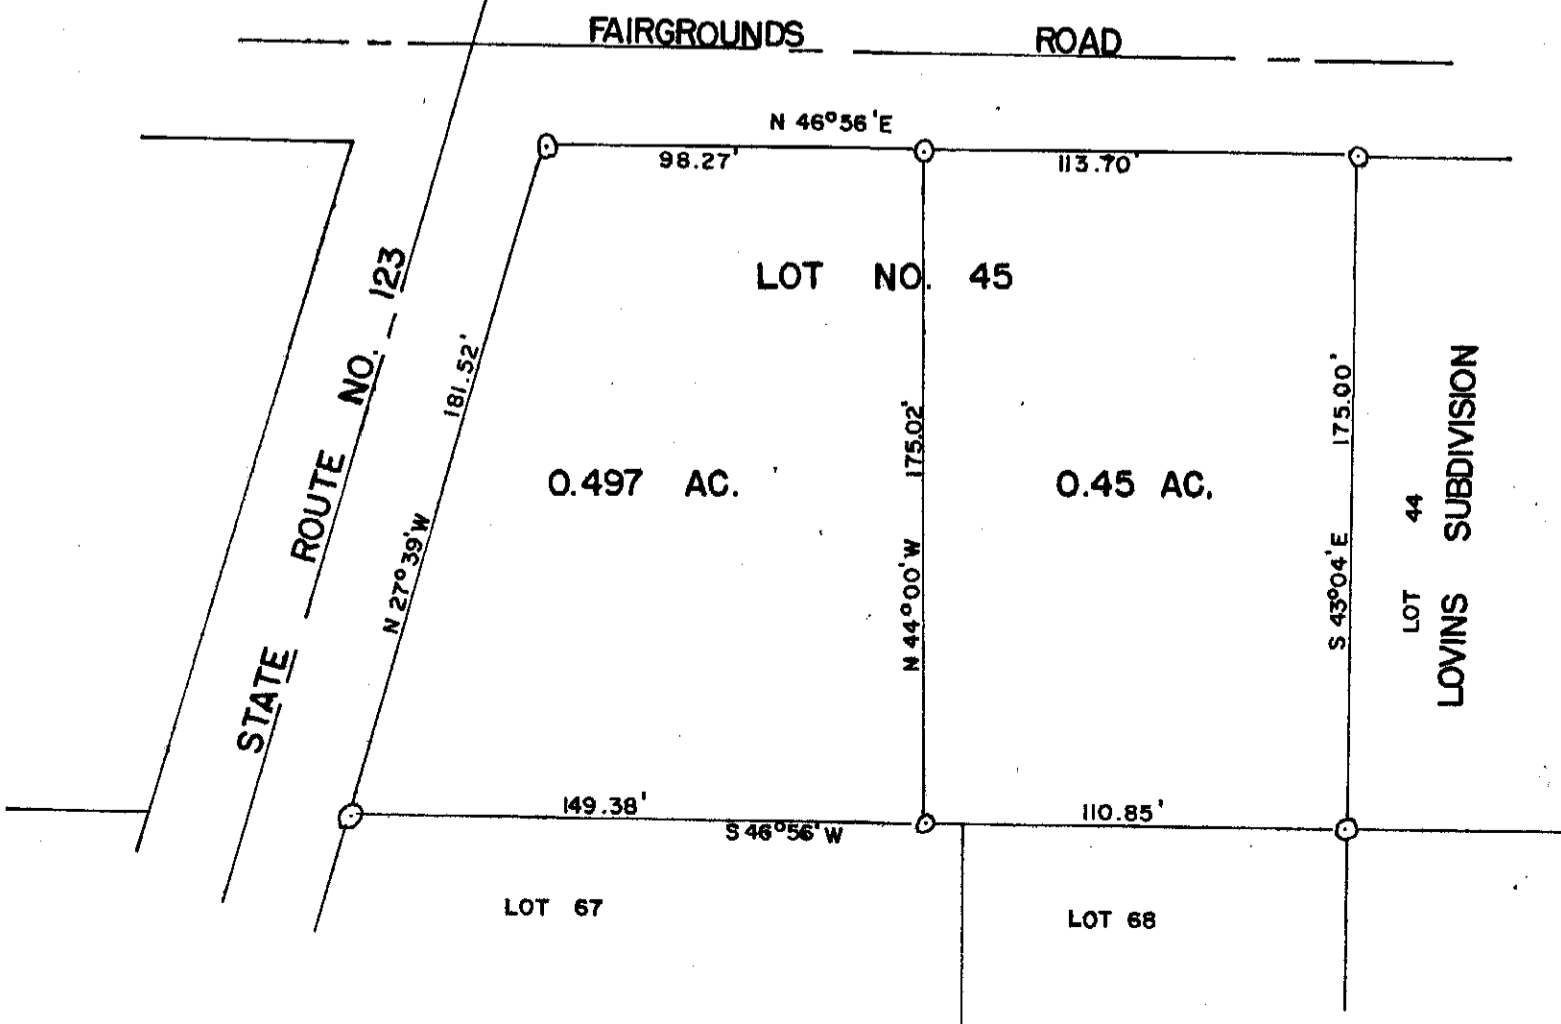 FAIRGROUNDS ROAD
N 46°56'E
98.27'
113.70'
LOT NO. 45
STATE ROUTE NO. 123
181.52'
N 27°39'W
0.497 AC.
175.02'
N 44°00'W
0.45 AC.
175.00'
S 43°04'E
LOT 44
LOVINS SUBDIVISION
149.38'
S 46°56'W
110.85'
LOT 67
LOT 68